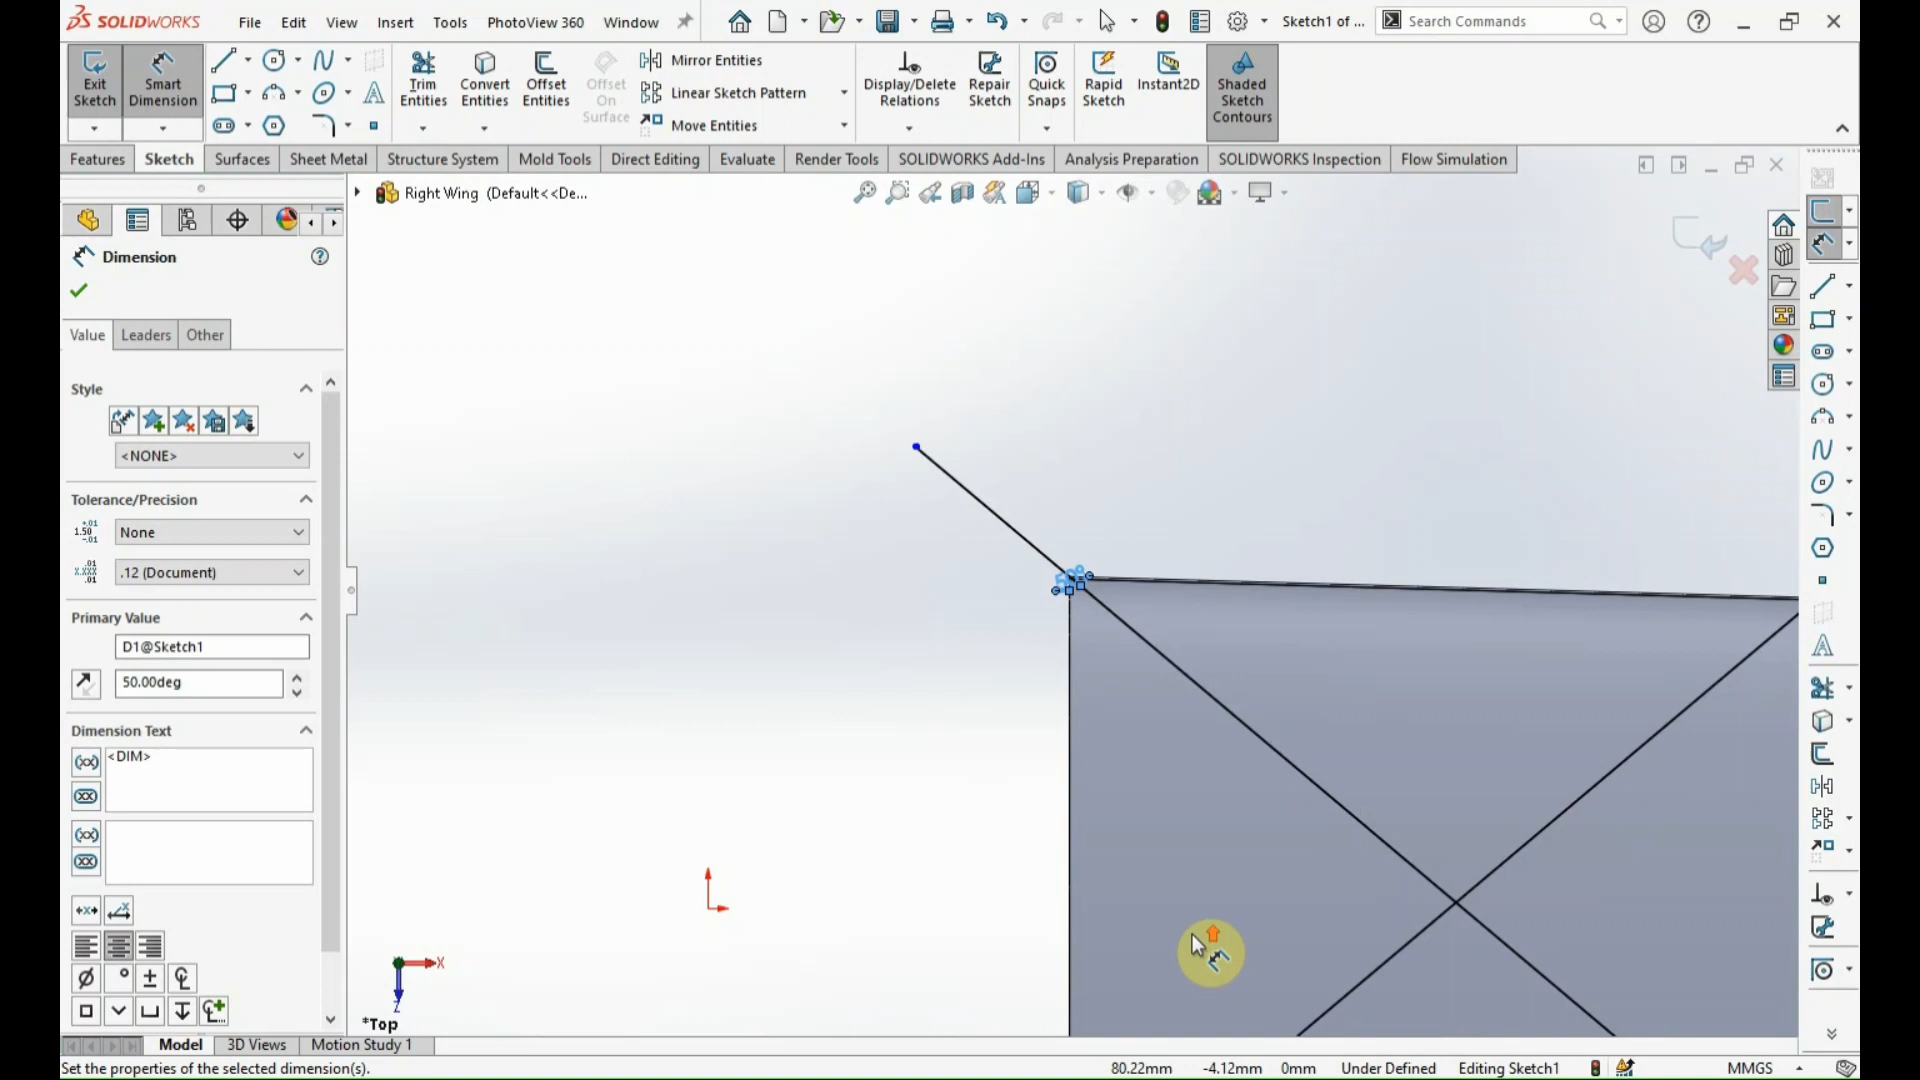 SOLIDWORKS File Edit View Insert Tools PhotoView 360 Window Sketch1 of ... Search Commands
Exit Sketch
Smart Dimension
Trim Entities
Convert Entities
Offset Entities
Offset On Surface
Mirror Entities
Linear Sketch Pattern
Move Entities
Display/Delete Relations
Repair Sketch
Quick Snaps
Rapid Sketch
Instant2D
Shaded Sketch Contours
Features Sketch Surfaces Sheet Metal Structure System Mold Tools Direct Editing Evaluate Render Tools SOLIDWORKS Add-Ins Analysis Preparation SOLIDWORKS Inspection Flow Simulation
Right Wing (Default<<De...
Dimension
Value Leaders Other
Style
<NONE>
Tolerance/Precision
None
.12 (Document)
Primary Value
D1@Sketch1
50.00deg
Dimension Text
<DIM>
50°
X
Z
*Top
Model 3D Views Motion Study 1
Set the properties of the selected dimension(s). 80.22mm -4.12mm 0mm Under Defined Editing Sketch1 MMGS